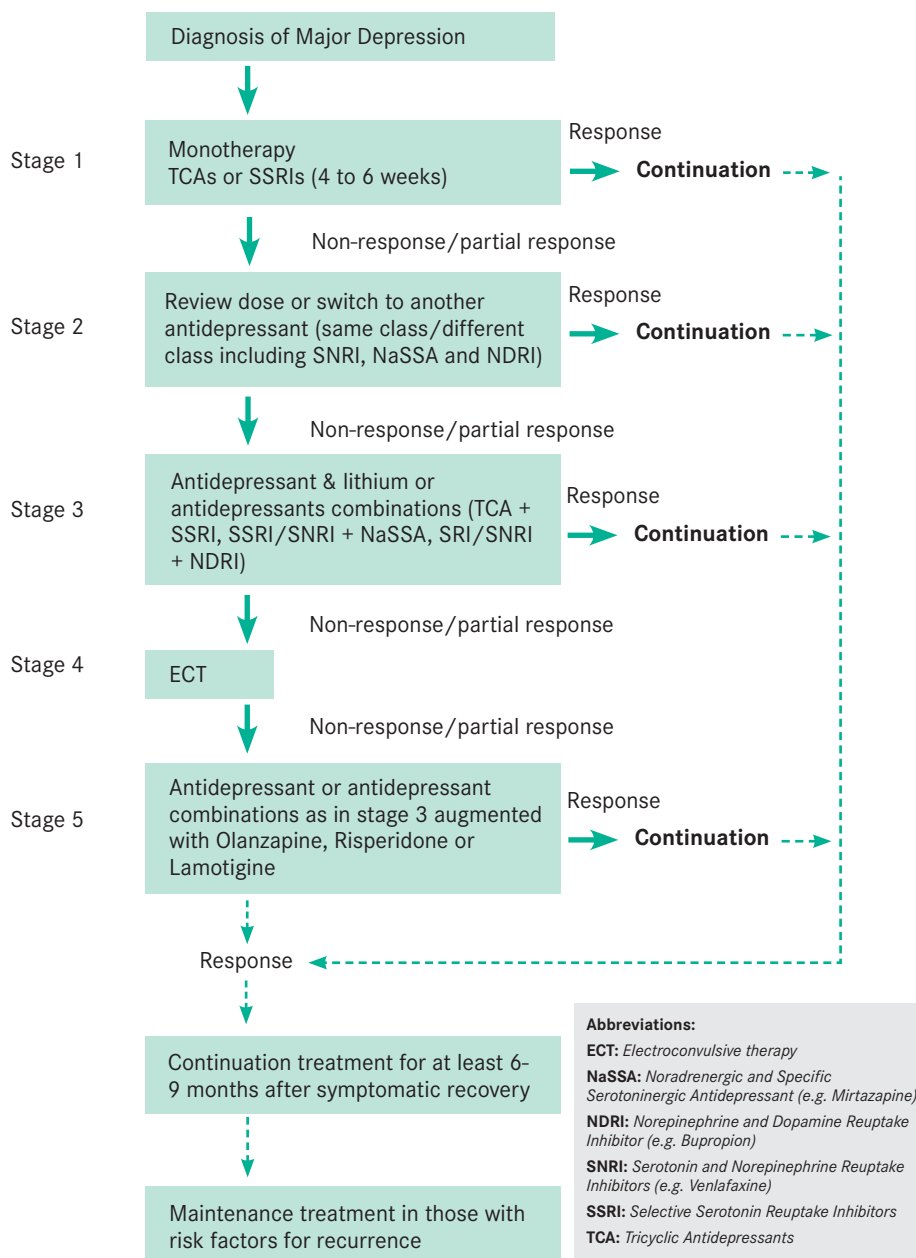 Diagnosis of Major Depression
Stage 1
Monotherapy
TCAs or SSRIs (4 to 6 weeks)
Response
Continuation
Non-response/partial response
Stage 2
Review dose or switch to another
antidepressant (same class/different
class including SNRI, NaSSA and NDRI)
Response
Continuation
Non-response/partial response
Stage 3
Antidepressant & lithium or
antidepressants combinations (TCA +
SSRI, SSRI/SNRI + NaSSA, SRI/SNRI
+ NDRI)
Response
Continuation
Non-response/partial response
Stage 4
ECT
Non-response/partial response
Stage 5
Antidepressant or antidepressant
combinations as in stage 3 augmented
with Olanzapine, Risperidone or
Lamotigine
Response
Continuation
Response
Continuation treatment for at least 6-
9 months after symptomatic recovery
Maintenance treatment in those with
risk factors for recurrence
Abbreviations:
ECT: Electroconvulsive therapy
NaSSA: Noradrenergic and Specific
Serotoninergic Antidepressant (e.g. Mirtazapine)
NDRI: Norepinephrine and Dopamine Reuptake
Inhibitor (e.g. Bupropion)
SNRI: Serotonin and Norepinephrine Reuptake
Inhibitors (e.g. Venlafaxine)
SSRI: Selective Serotonin Reuptake Inhibitors
TCA: Tricyclic Antidepressants